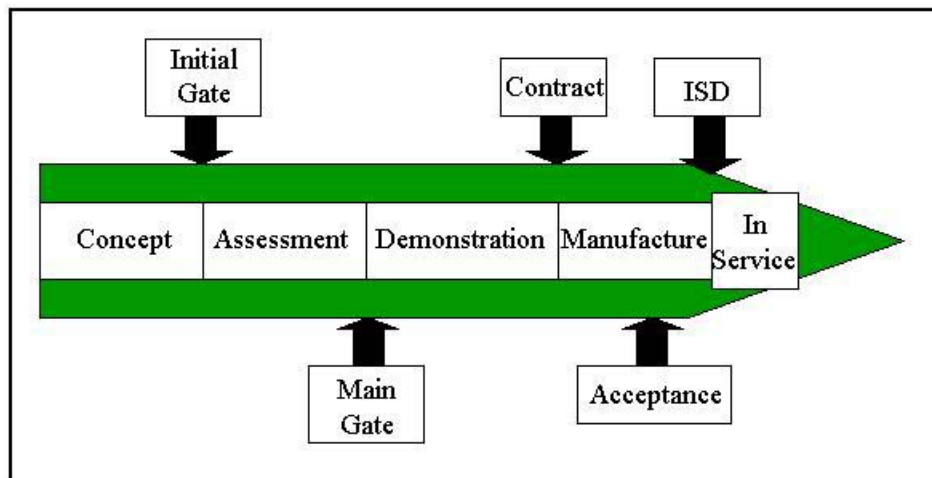 Initial
Gate
Contract
ISD
Concept
Assessment
Demonstration
Manufacture
In
Service
Main
Gate
Acceptance